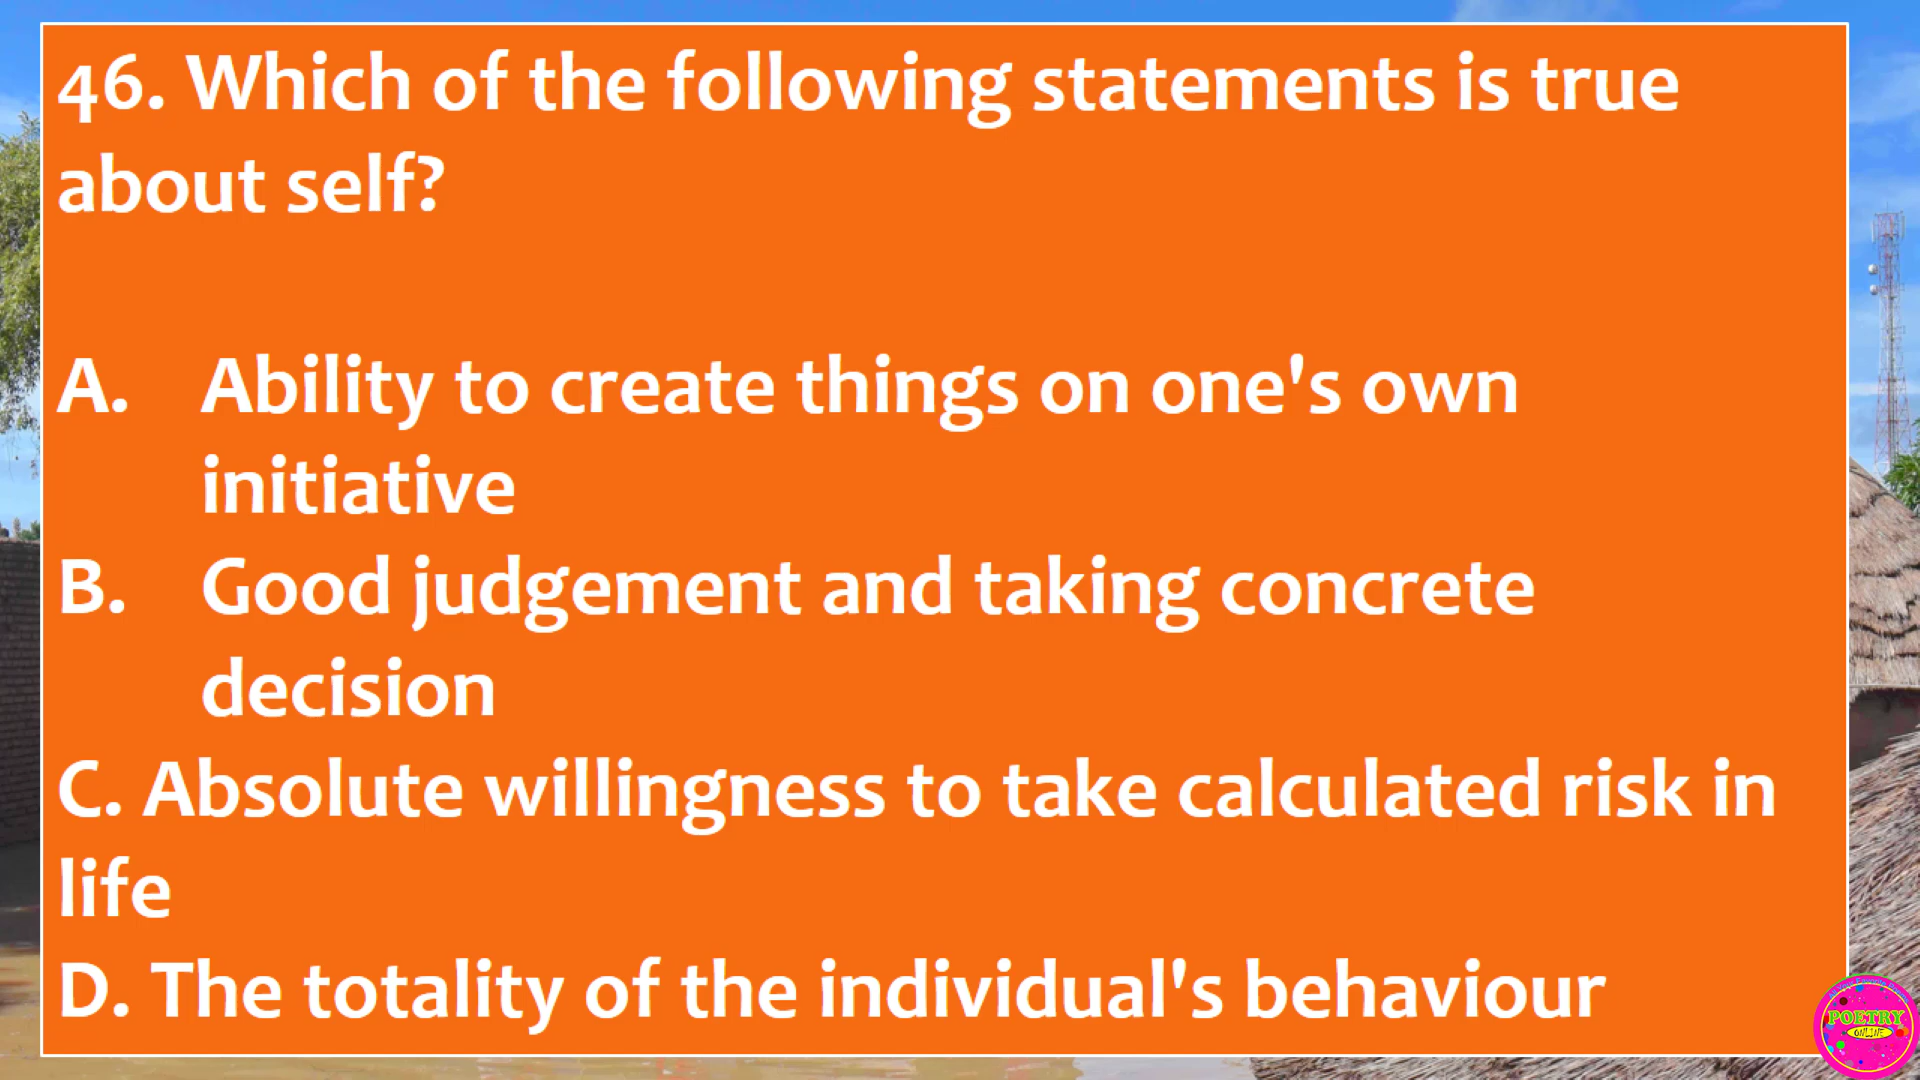 46. Which of the following statements is true
about self?
A. Ability to create things on one's own
initiative
B. Good judgement and taking concrete
decision
C. Absolute willingness to take calculated risk in
life
D. The totality of the individual's behaviour
POETRY
ONLINE